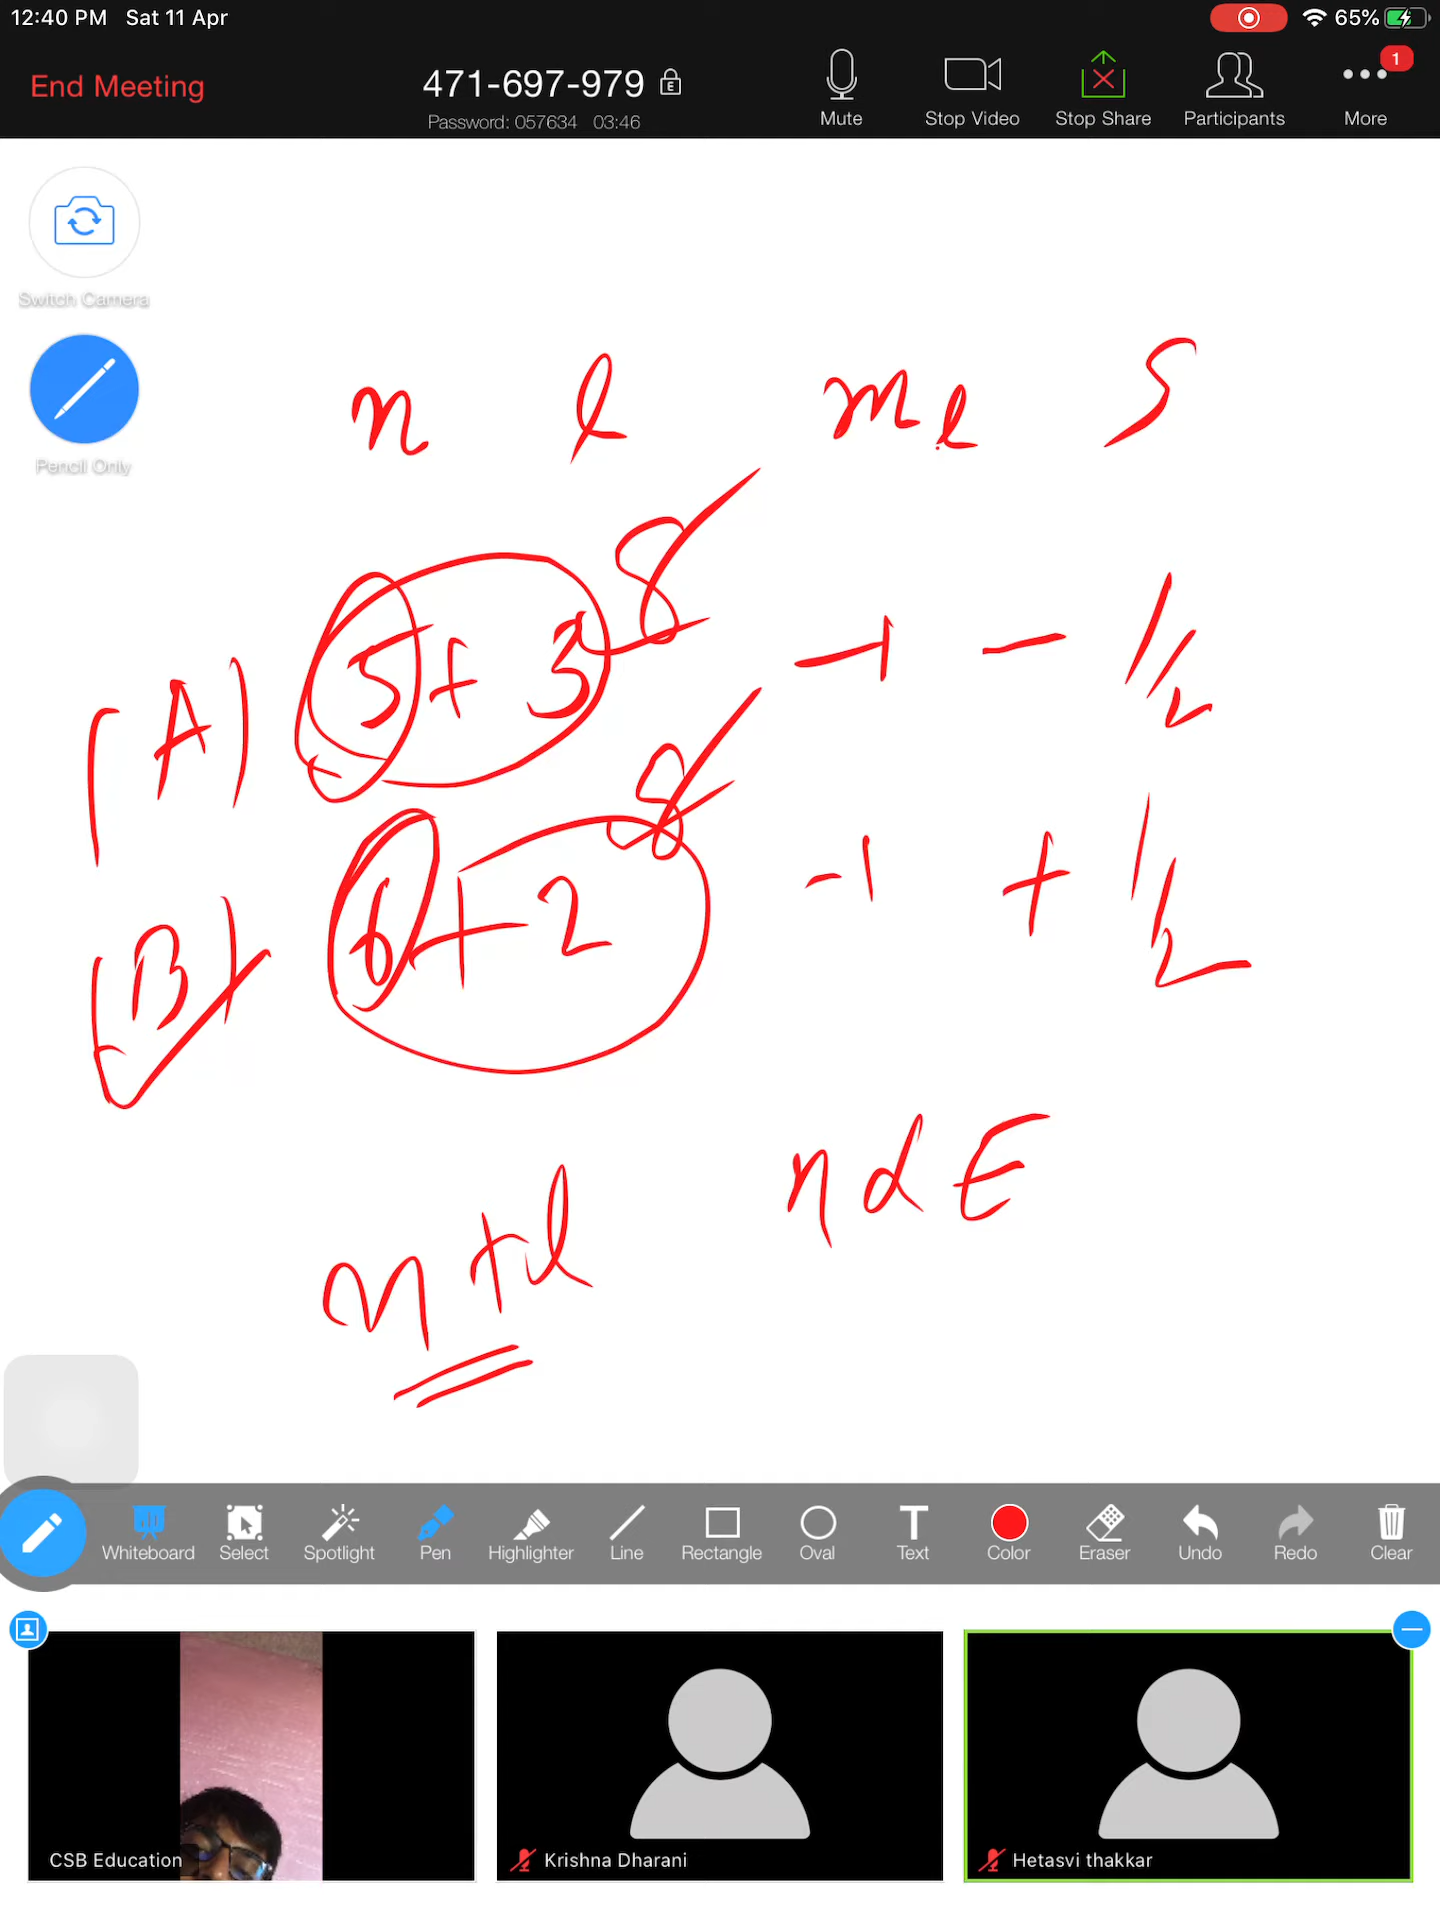 12:40 PM Sat 11 Apr
65%
End Meeting
471-697-979
Password: 057634 03:46
Mute
Stop Video
Stop Share
Participants
1
More
Switch Camera
Pencil Only
n l ml s
(A) 5 + 3 8 -1 - 1/2
(B) 6 + 2 8 -1 + 1/2
n α E
n + l
Whiteboard
Select
Spotlight
Pen
Highlighter
Line
Rectangle
Oval
Text
Color
Eraser
Undo
Redo
Clear
CSB Education
Krishna Dharani
Hetasvi thakkar